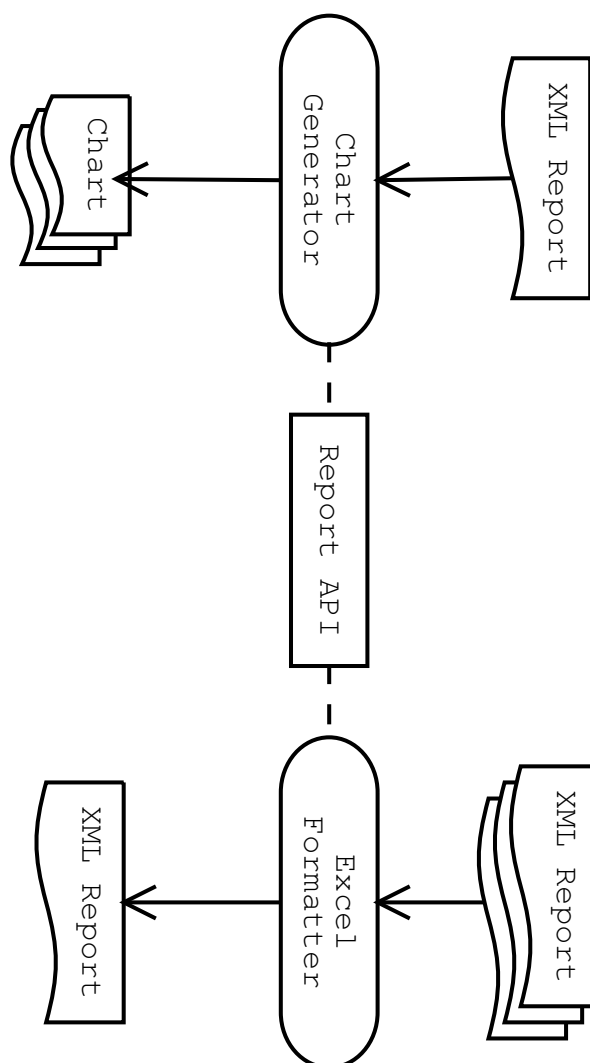 XML Report
XML Report
Chart
Generator
Report API
Excel
Formatter
Chart
XML Report